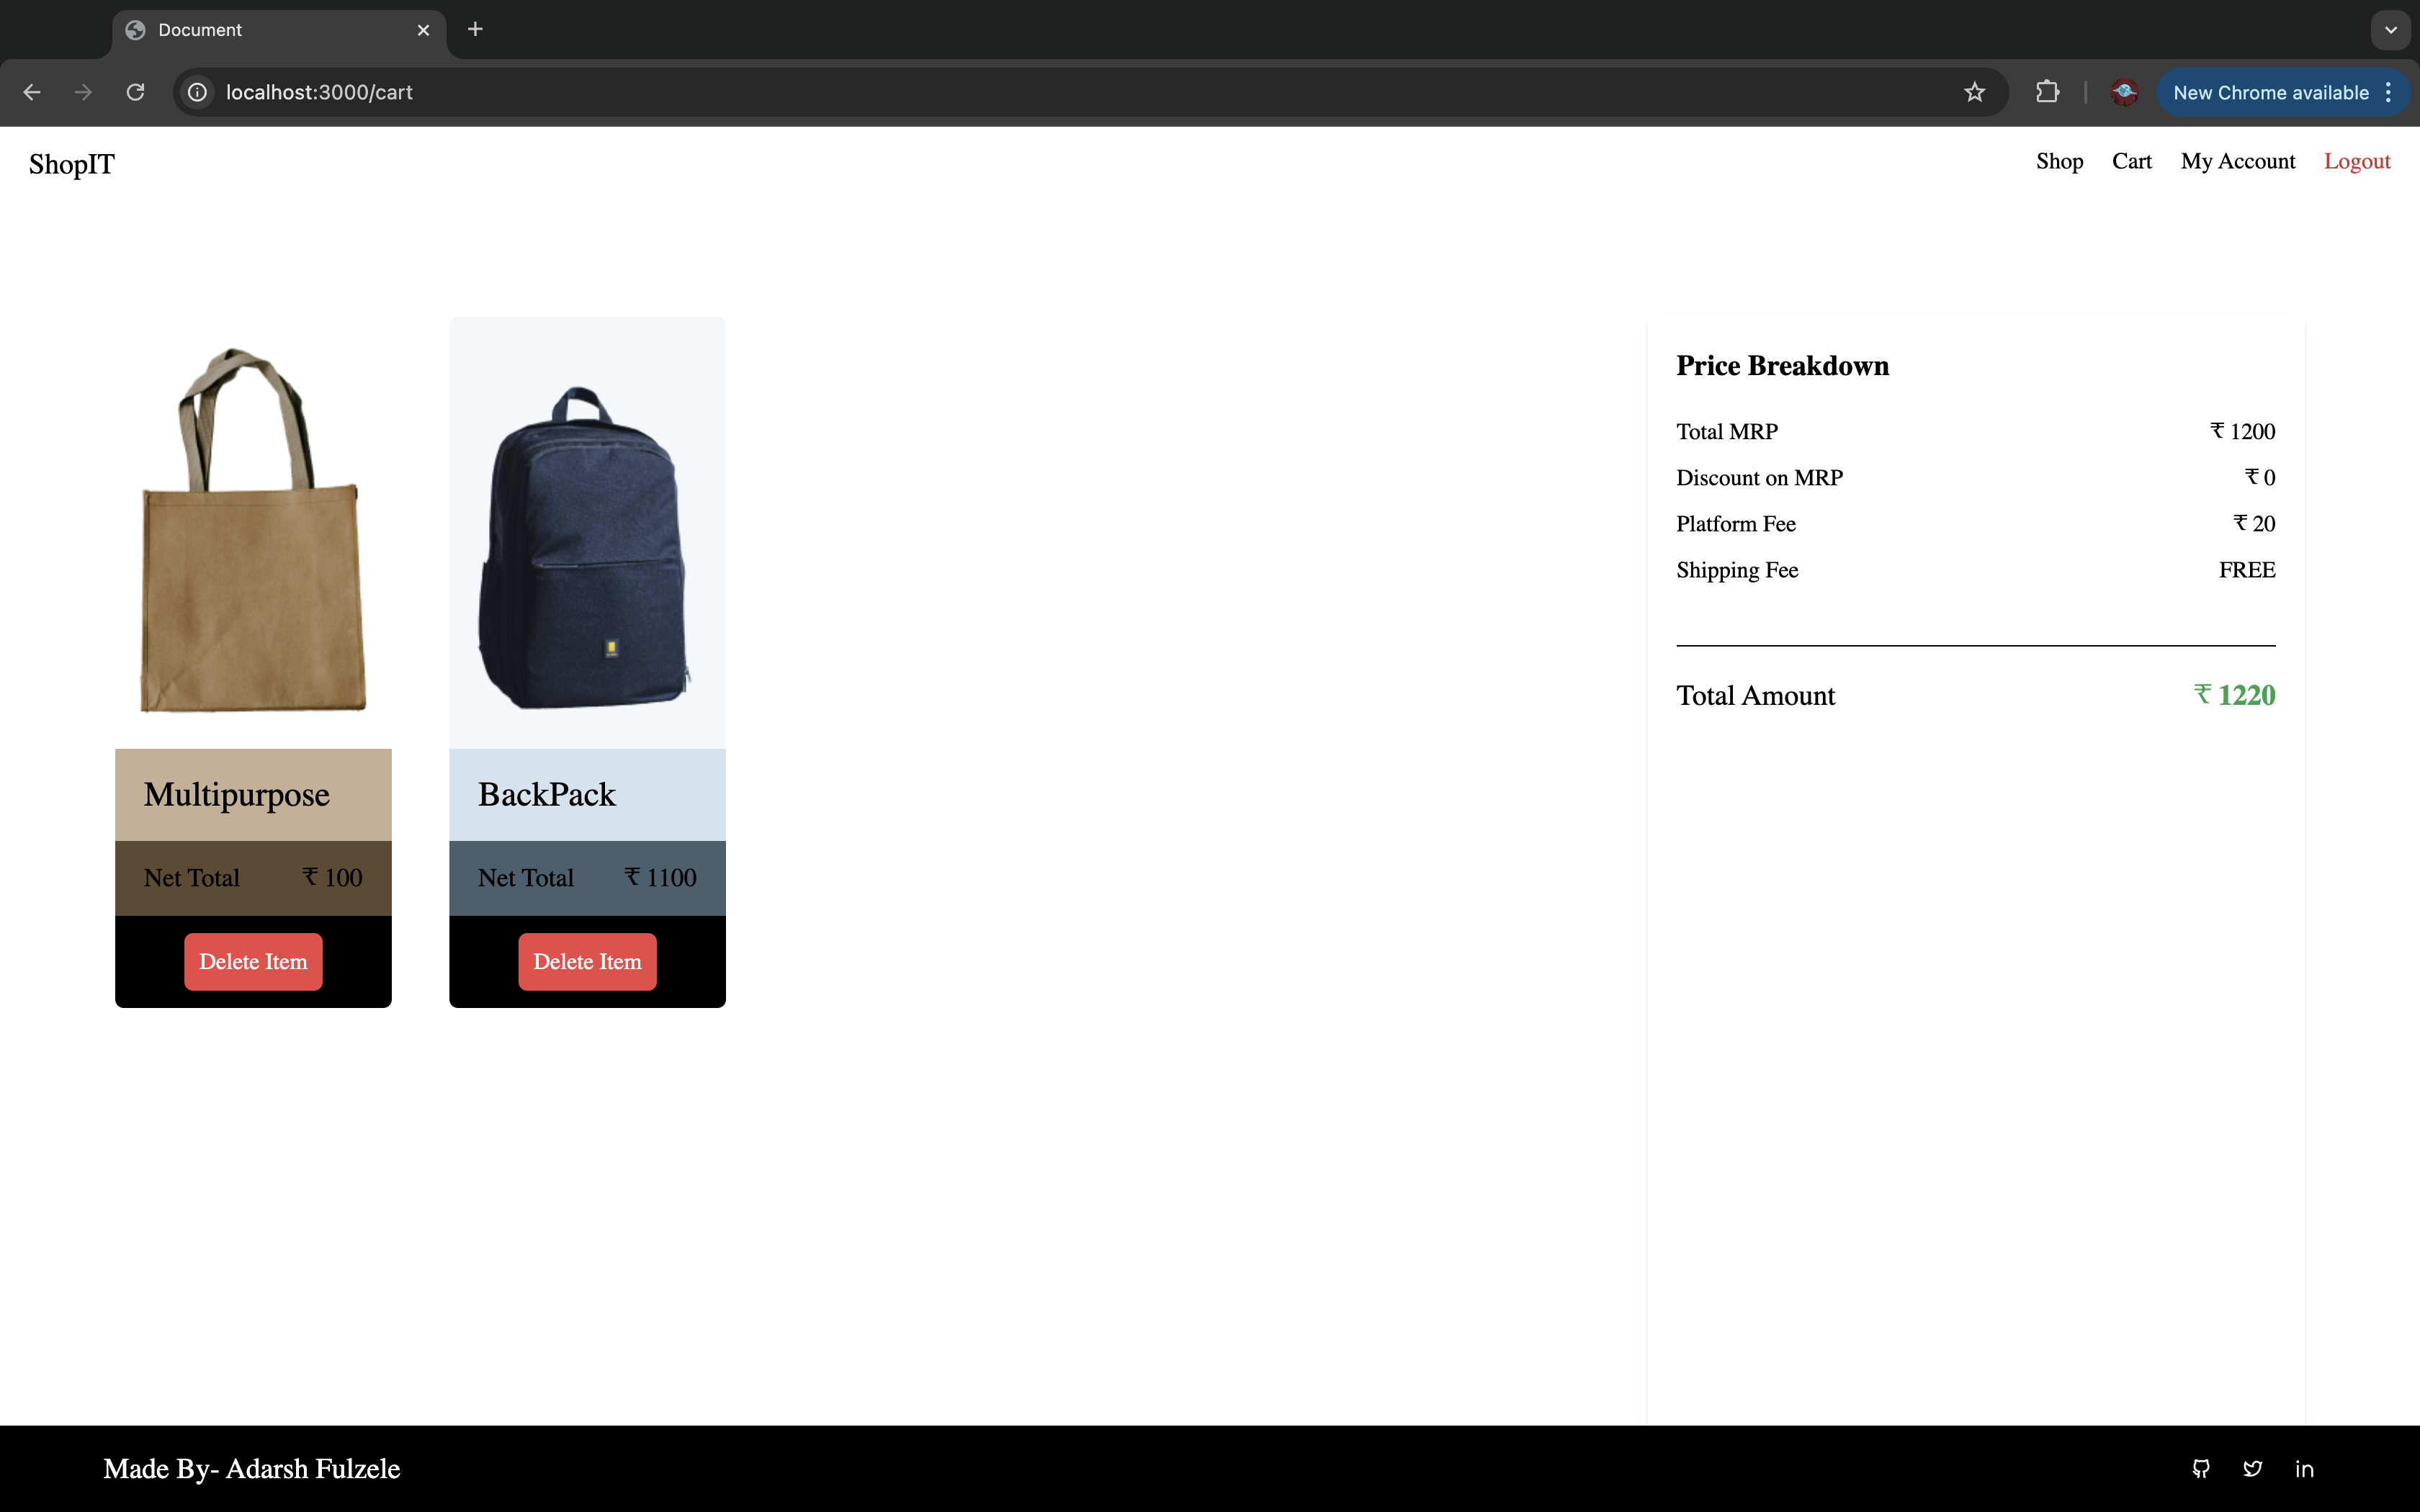 Document
localhost:3000/cart
New Chrome available
ShopIT
Shop Cart My Account Logout
Multipurpose
Net Total ₹ 100
Delete Item
BackPack
Net Total ₹ 1100
Delete Item
Price Breakdown
Total MRP ₹ 1200
Discount on MRP ₹ 0
Platform Fee ₹ 20
Shipping Fee FREE
Total Amount ₹ 1220
Made By- Adarsh Fulzele
in